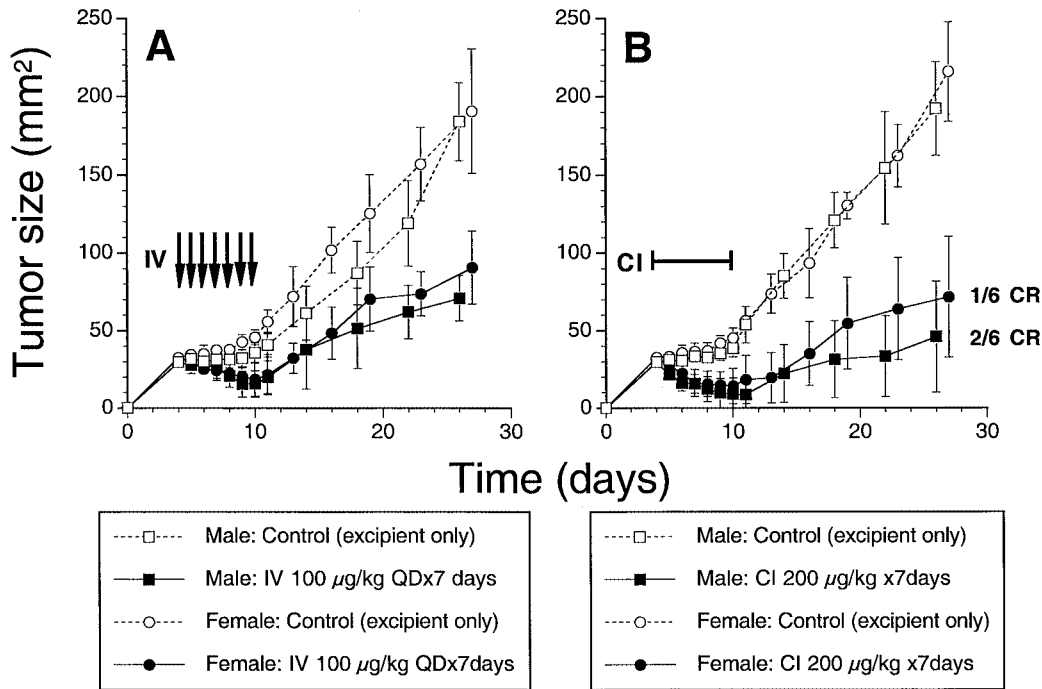 Tumor size (mm²)
A
250
200
150
100
50
0
IV
0
10
20
30
B
250
200
150
100
50
0
CI
1/6 CR
2/6 CR
0
10
20
30
Time (days)
Male: Control (excipient only)
Male: IV 100 µg/kg QDx7 days
Female: Control (excipient only)
Female: IV 100 µg/kg QDx7days
Male: Control (excipient only)
Male: CI 200 µg/kg x7days
Female: Control (excipient only)
Female: CI 200 µg/kg x7days